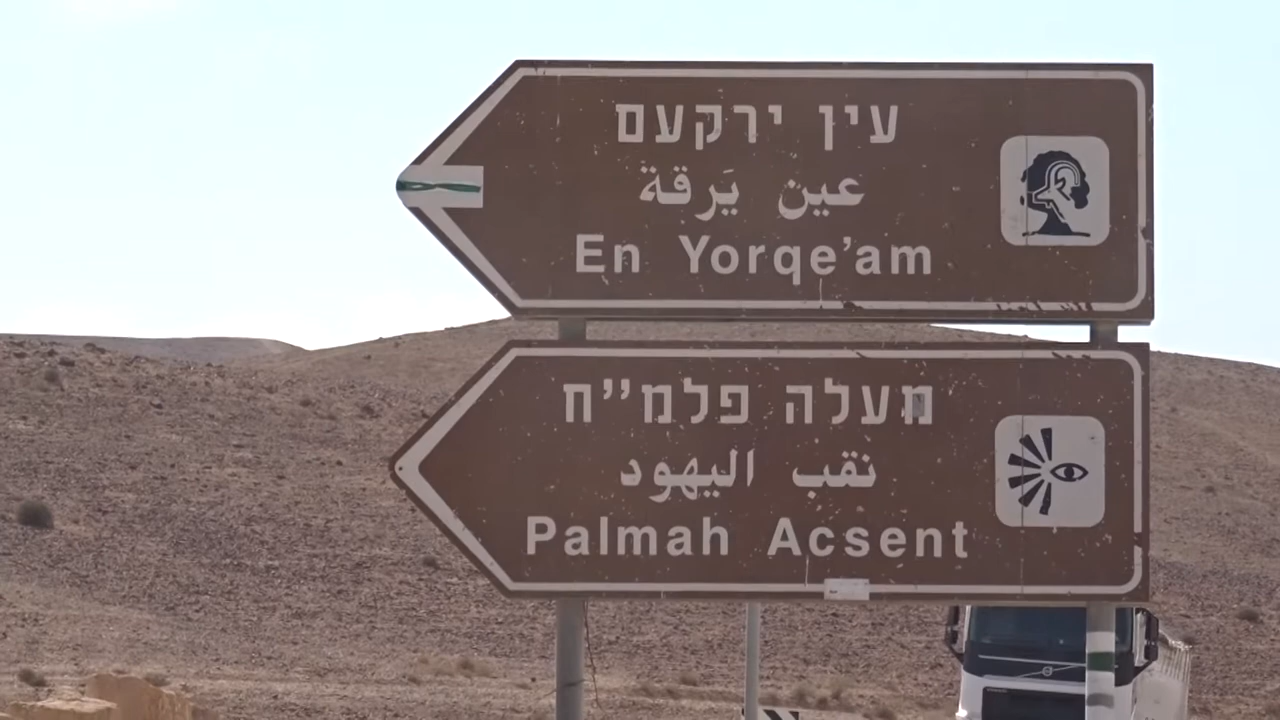 עין ירקעם
عين يَرقة
En Yorqe'am
מעלה פלמ״ח
نقب اليهود
Palmah Acsent